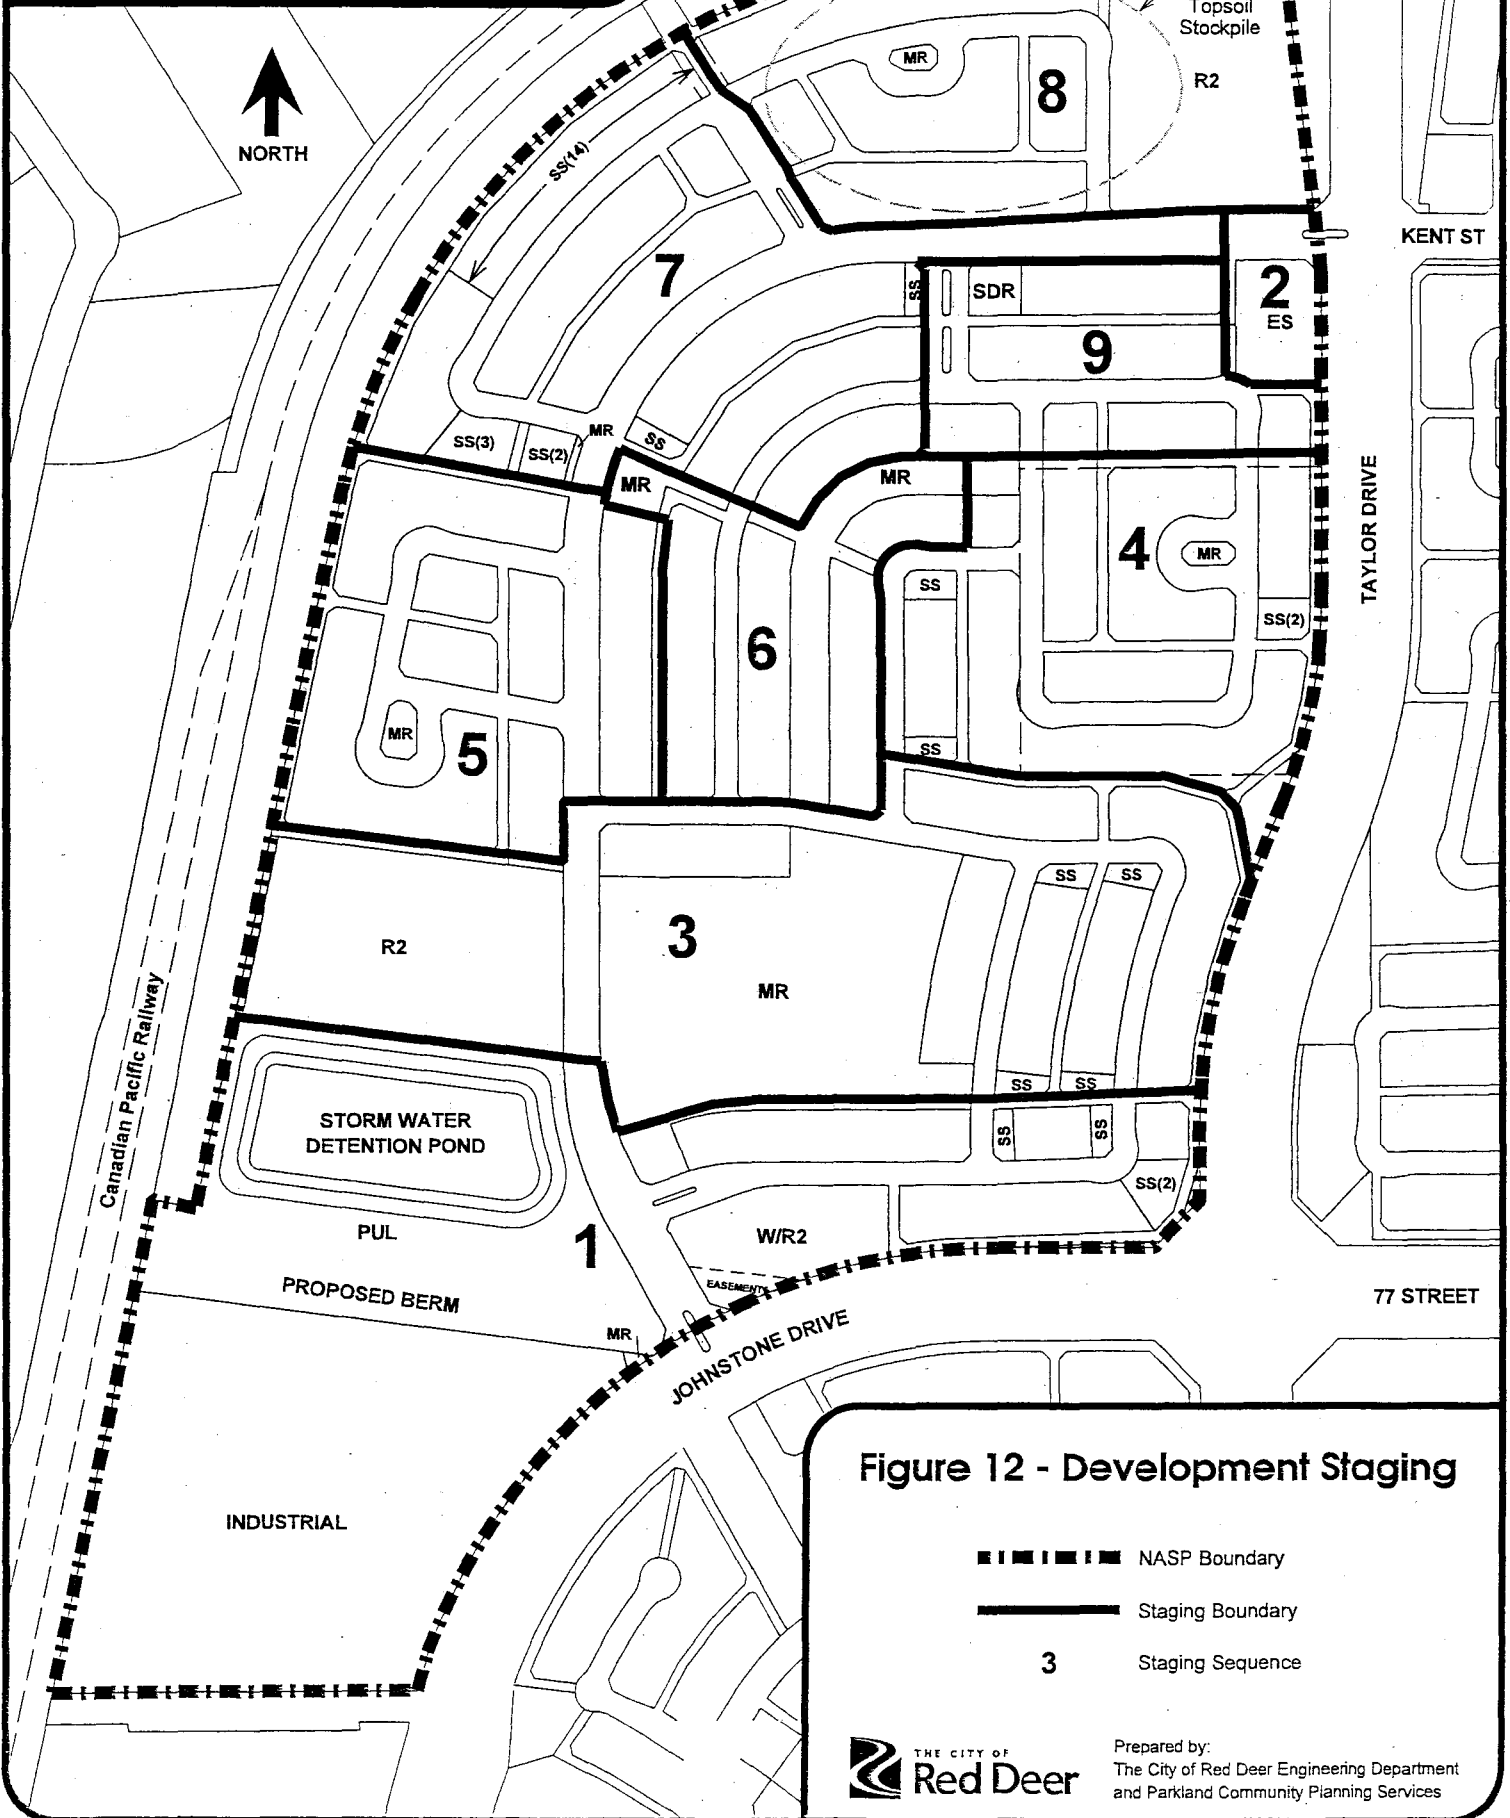 Topsoil
Stockpile
MR
8
R2
NORTH
SS(14)
KENT ST
7
SS
SDR
2
ES
9
SS(3)
SS(2)
MR
SS
MR
MR
TAYLOR DRIVE
4
MR
SS
SS(2)
6
MR
5
SS
SS
SS
3
R2
MR
Canadian Pacific Railway
SS
SS
STORM WATER
DETENTION POND
SS
SS
SS(2)
PUL
1
W/R2
PROPOSED BERM
EASEMENT
77 STREET
MR
JOHNSTONE DRIVE
INDUSTRIAL
Figure 12 - Development Staging
NASP Boundary
Staging Boundary
3
Staging Sequence
THE CITY OF
Red Deer
Prepared by:
The City of Red Deer Engineering Department
and Parkland Community Planning Services